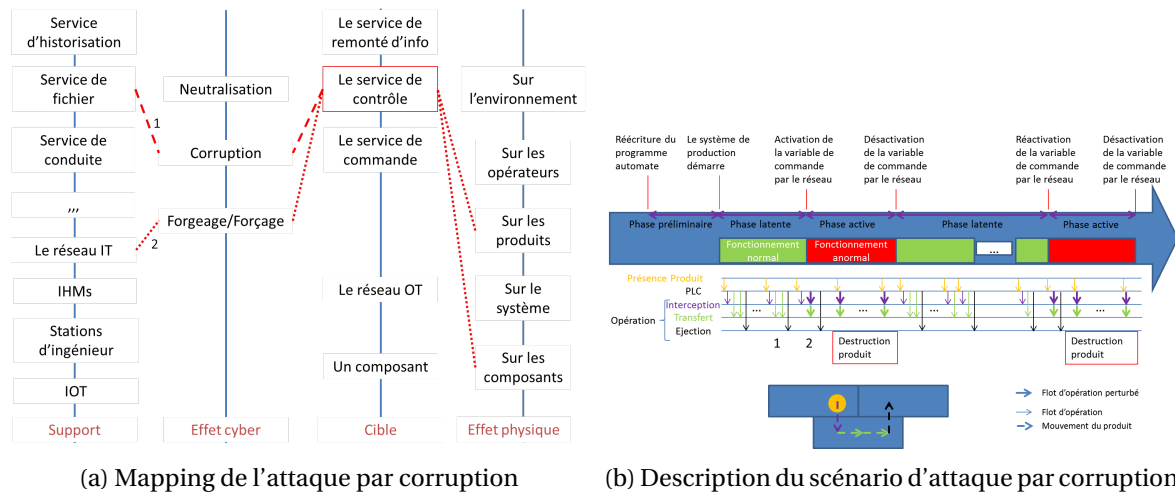 Service
d'historisation
Service de
fichier
Service de
conduite
,,,
Le réseau IT
IHMs
Stations
d'ingénieur
IOT
Support
1
2
Neutralisation
Corruption
Forgeage/Forçage
Effet cyber
Le service de
remonté d'info
Le service de
contrôle
Le service de
commande
Le réseau OT
Un composant
Cible
Sur
l'environnement
Sur les
opérateurs
Sur les
produits
Sur le
système
Sur les
composants
Effet physique
(a) Mapping de l'attaque par corruption
Réécriture du
programme
automate
Le système de
production
démarre
Activation de
la variable de
commande
par le réseau
Désactivation
de la variable
de commande
par le réseau
Réactivation
de la variable
de commande
par le réseau
Désactivation
de la variable
de commande
par le réseau
Phase préliminaire
Phase latente
Phase active
Phase latente
Phase active
Fonctionnement
normal
Fonctionnement
anormal
...
Présence Produit
PLC
Opération
Interception
Transfert
Ejection
... ... ... ...
1 2
Destruction
produit
Destruction
produit
I
Flot d'opération perturbé
Flot d'opération
Mouvement du produit
(b) Description du scénario d'attaque par corruption